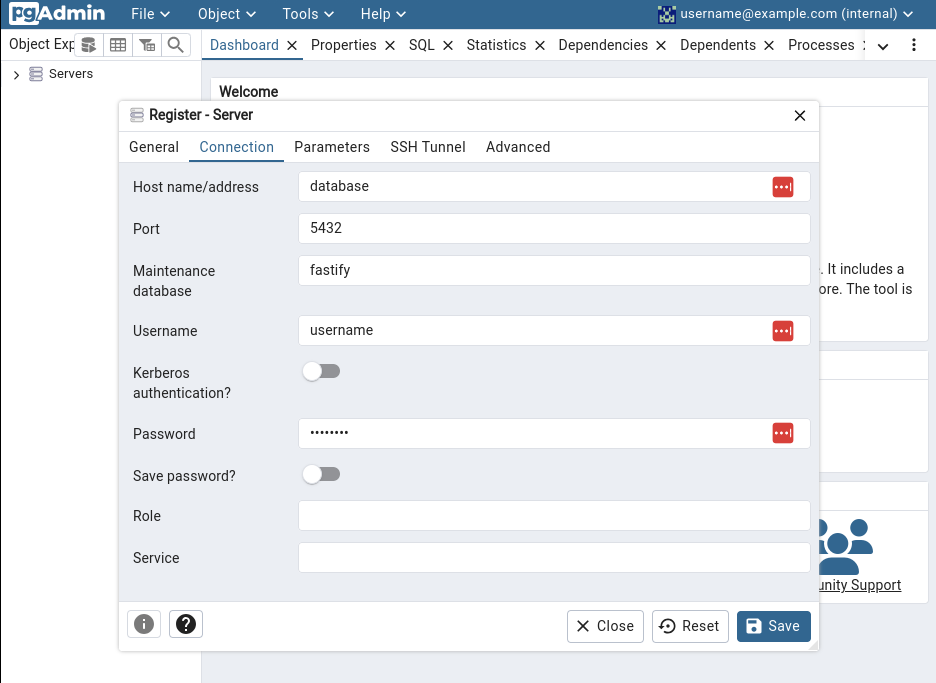 pgAdmin
File
Object
Tools
Help
username@example.com (internal)
Object Exp
Dashboard
Properties
SQL
Statistics
Dependencies
Dependents
Processes
Servers
Welcome
Register - Server
General
Connection
Parameters
SSH Tunnel
Advanced
Host name/address
database
Port
5432
Maintenance
database
fastify
Username
username
Kerberos
authentication?
Password
••••••••
Save password?
Role
Service
. It includes a
ore. The tool is
unity Support
Close
Reset
Save